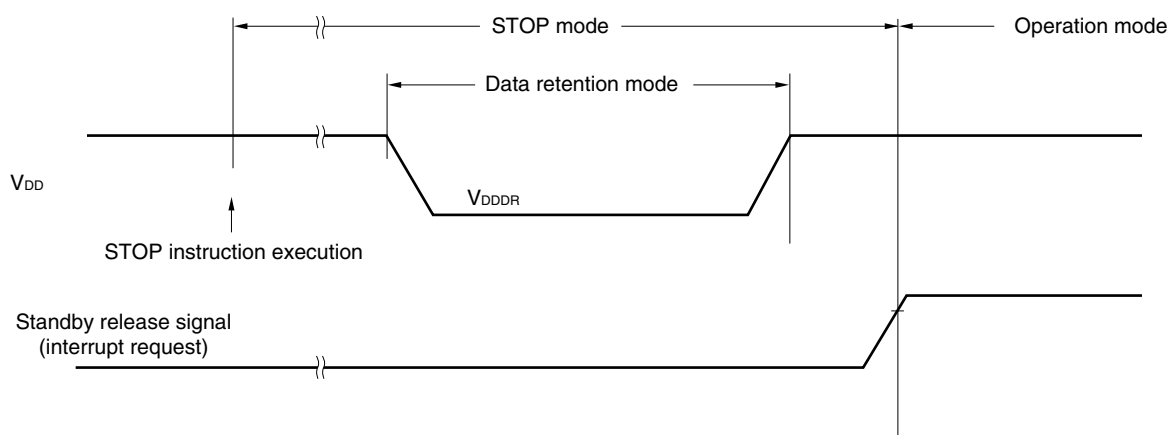 STOP mode
Operation mode
Data retention mode
VDD
VDDDR
STOP instruction execution
Standby release signal
(interrupt request)